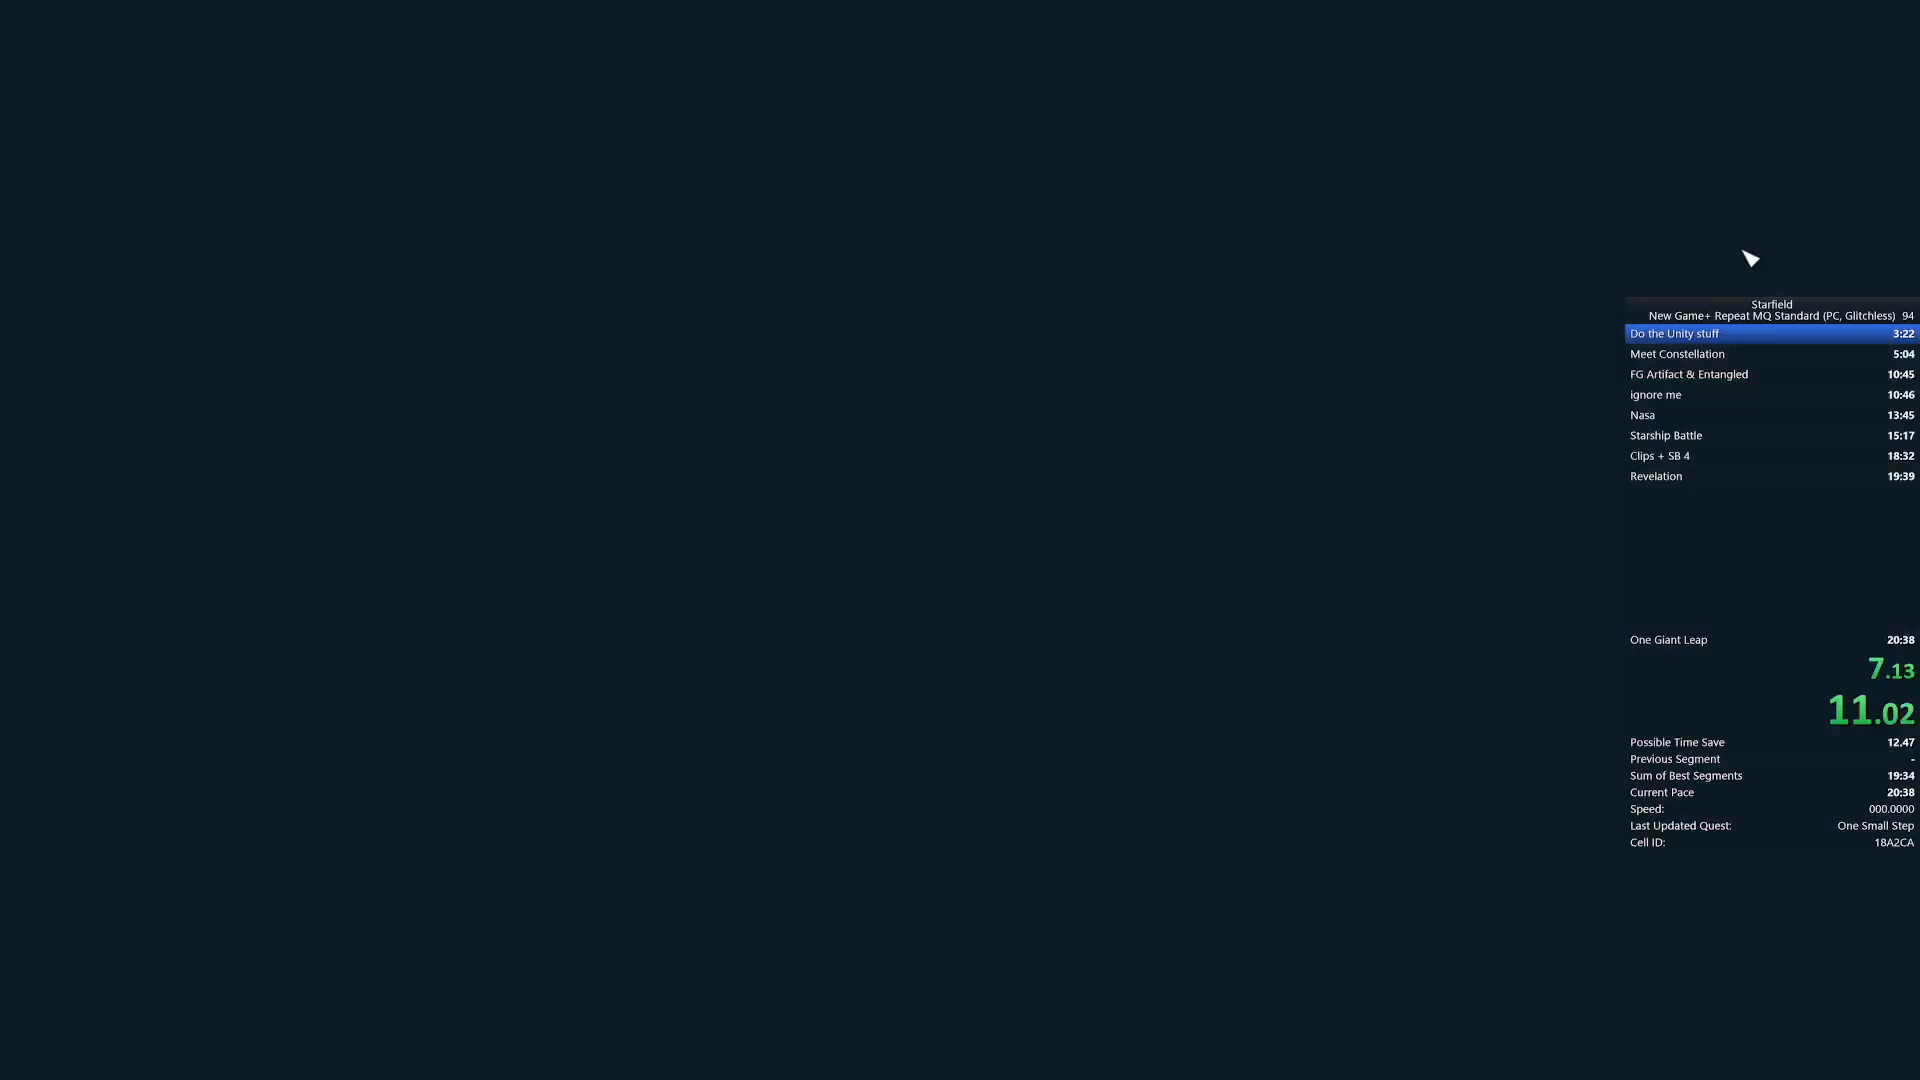 Starfield
New Game+ Repeat MQ Standard (PC, Glitchless) 94
Do the Unity stuff 3:22
Meet Constellation 5:04
FG Artifact & Entangled 10:45
ignore me 10:46
Nasa 13:45
Starship Battle 15:17
Clips + SB 4 18:32
Revelation 19:39
One Giant Leap 20:38
7.13
11.02
Possible Time Save 12.47
Previous Segment -
Sum of Best Segments 19:34
Current Pace 20:38
Speed: 000.0000
Last Updated Quest: One Small Step
Cell ID: 18A2CA